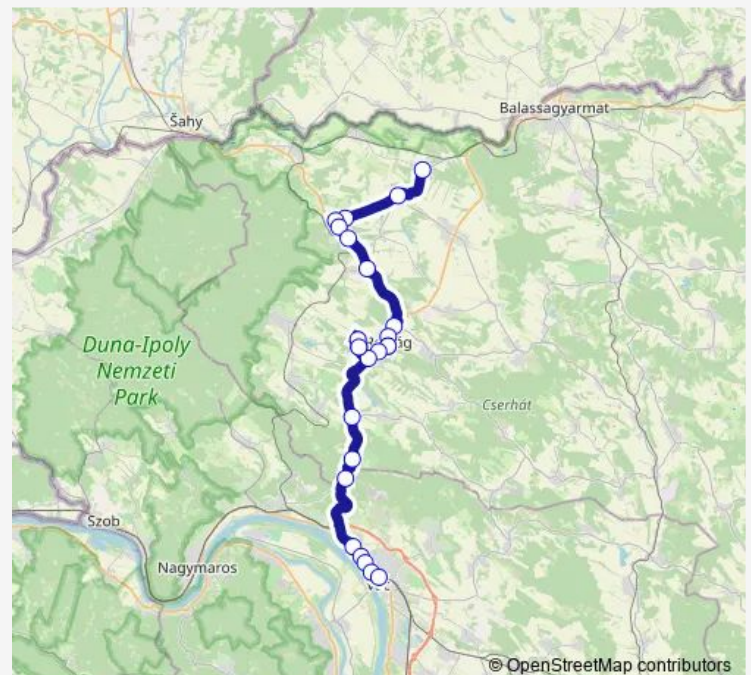 Balassagyarmat
Šahy
Duna-Ipoly
Nemzeti
Park
Cserhát
Szob
Nagymaros
© OpenStreetMap contributors